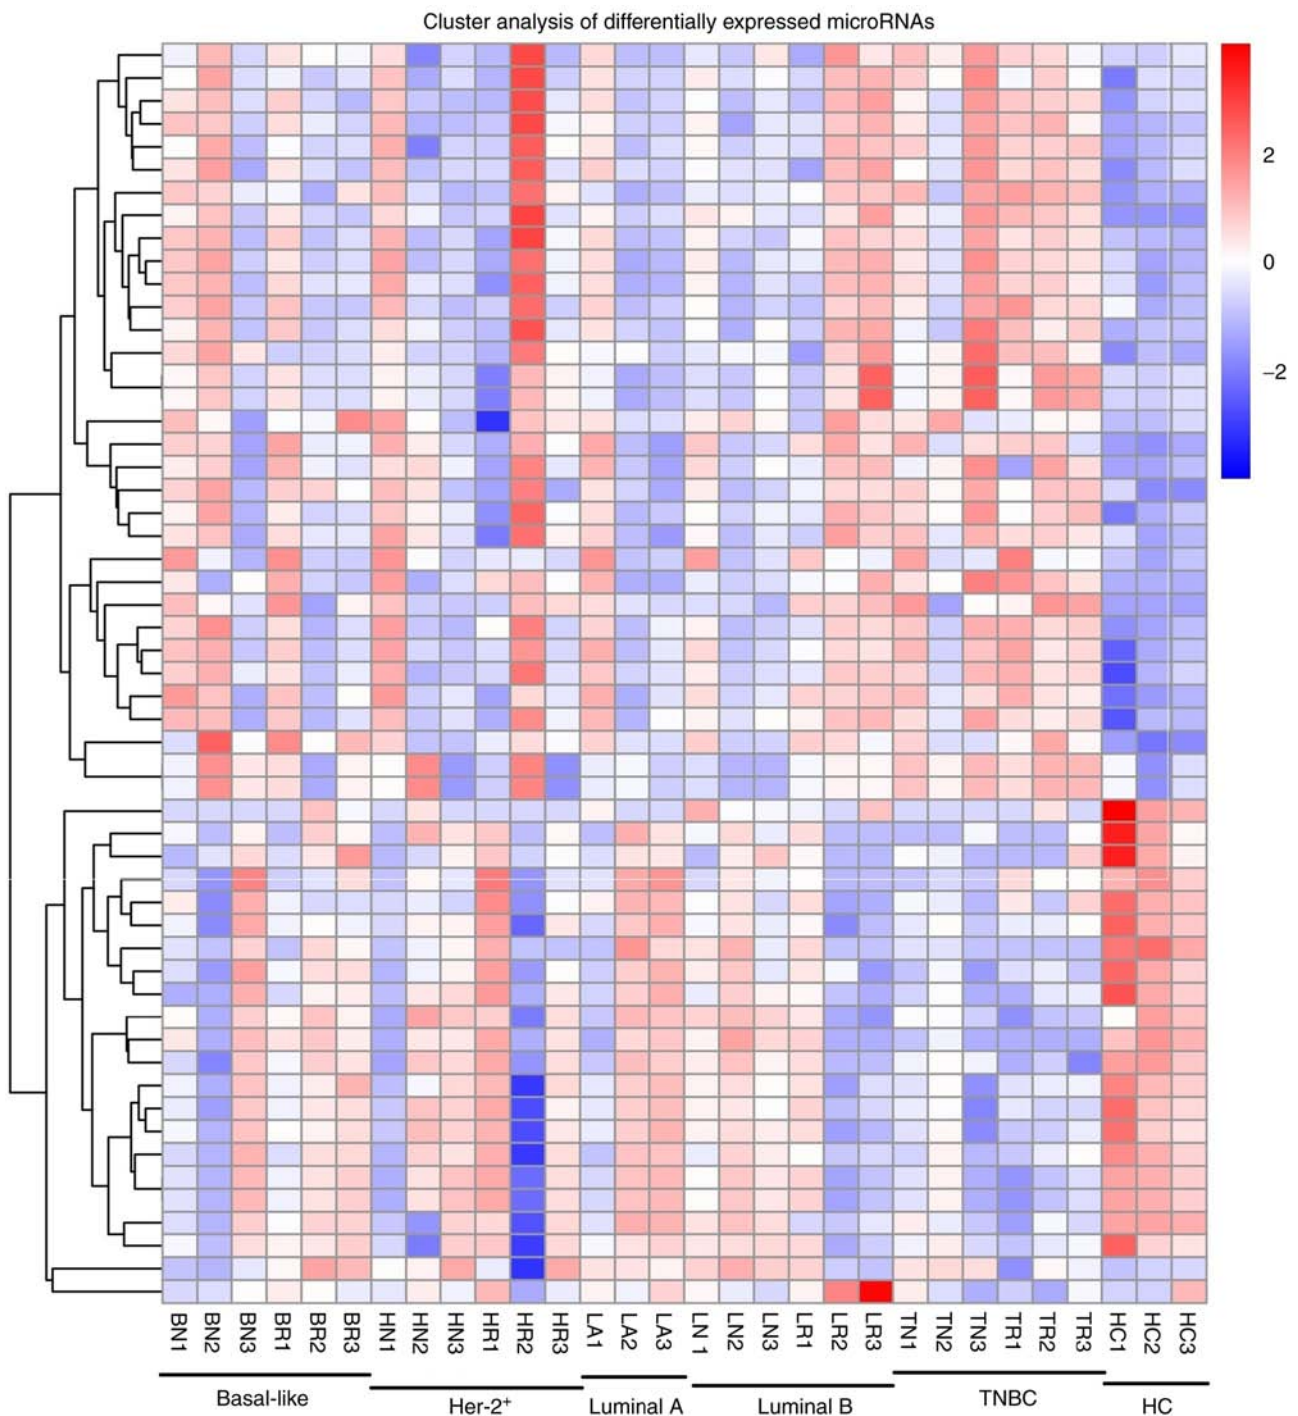 Cluster analysis of differentially expressed microRNAs
2
0
−2
BN1 BN2 BN3 BR1 BR2 BR3 HN1 HN2 HN3 HR1 HR2 HR3 LA1 LA2 LA3 LN 1 LN2 LN3 LR1 LR2 LR3 TN1 TN2 TN3 TR1 TR2 TR3 HC1 HC2 HC3
Basal-like Her-2⁺ Luminal A Luminal B TNBC HC